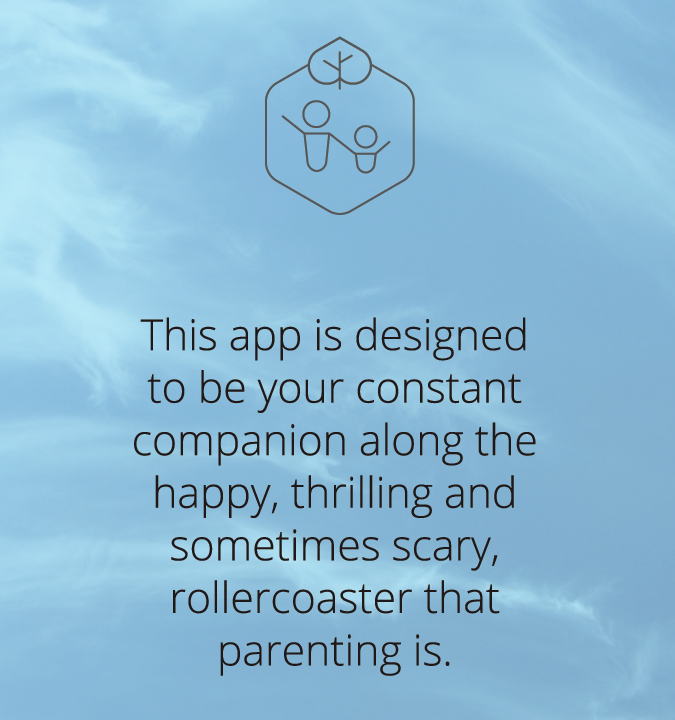 This app is designed
to be your constant
companion along the
happy, thrilling and
sometimes scary,
rollercoaster that
parenting is.